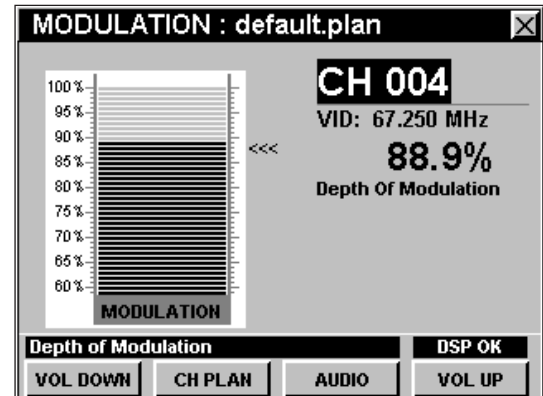 MODULATION : default.plan
CH 004
VID: 67.250 MHz
88.9%
Depth Of Modulation
100%
95%
90%
<<<
85%
80%
75%
70%
65%
60%
MODULATION
Depth of Modulation
DSP OK
VOL DOWN
CH PLAN
AUDIO
VOL UP